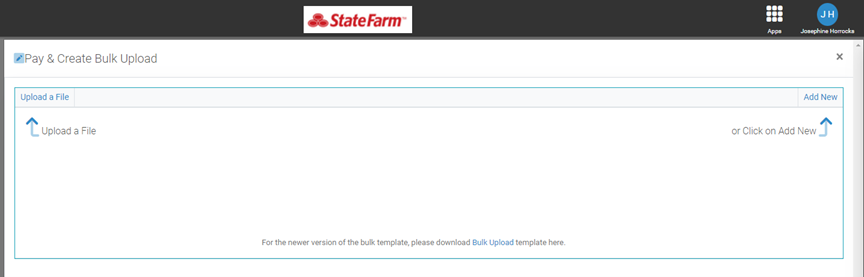 StateFarm™
JH
Apps
Josephine Horrocks
Pay & Create Bulk Upload
×
Upload a File
Add New
Upload a File
or Click on Add New
For the newer version of the bulk template, please download Bulk Upload template here.